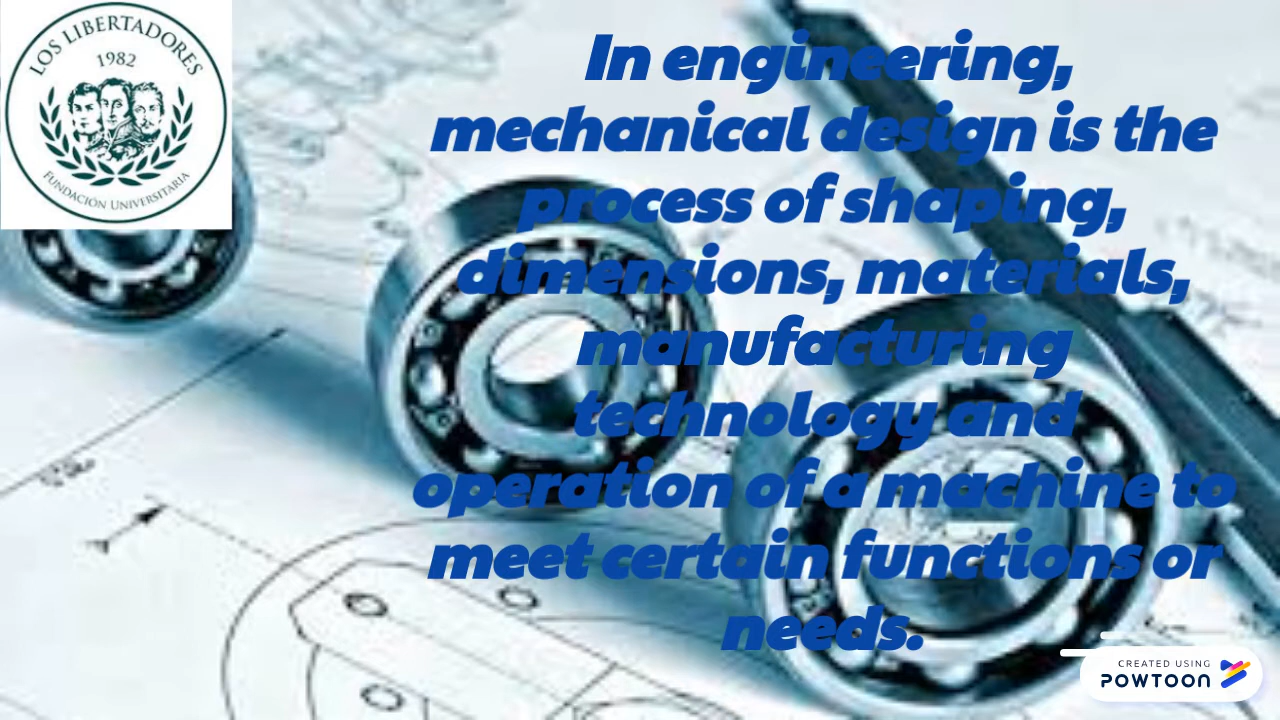 LOS LIBERTADORES
1982
FUNDACIÓN UNIVERSITARIA
In engineering,
mechanical design is the
process of shaping,
dimensions, materials,
manufacturing
technology and
operation of a machine to
meet certain functions or
needs.
CREATED USING
POWTOON